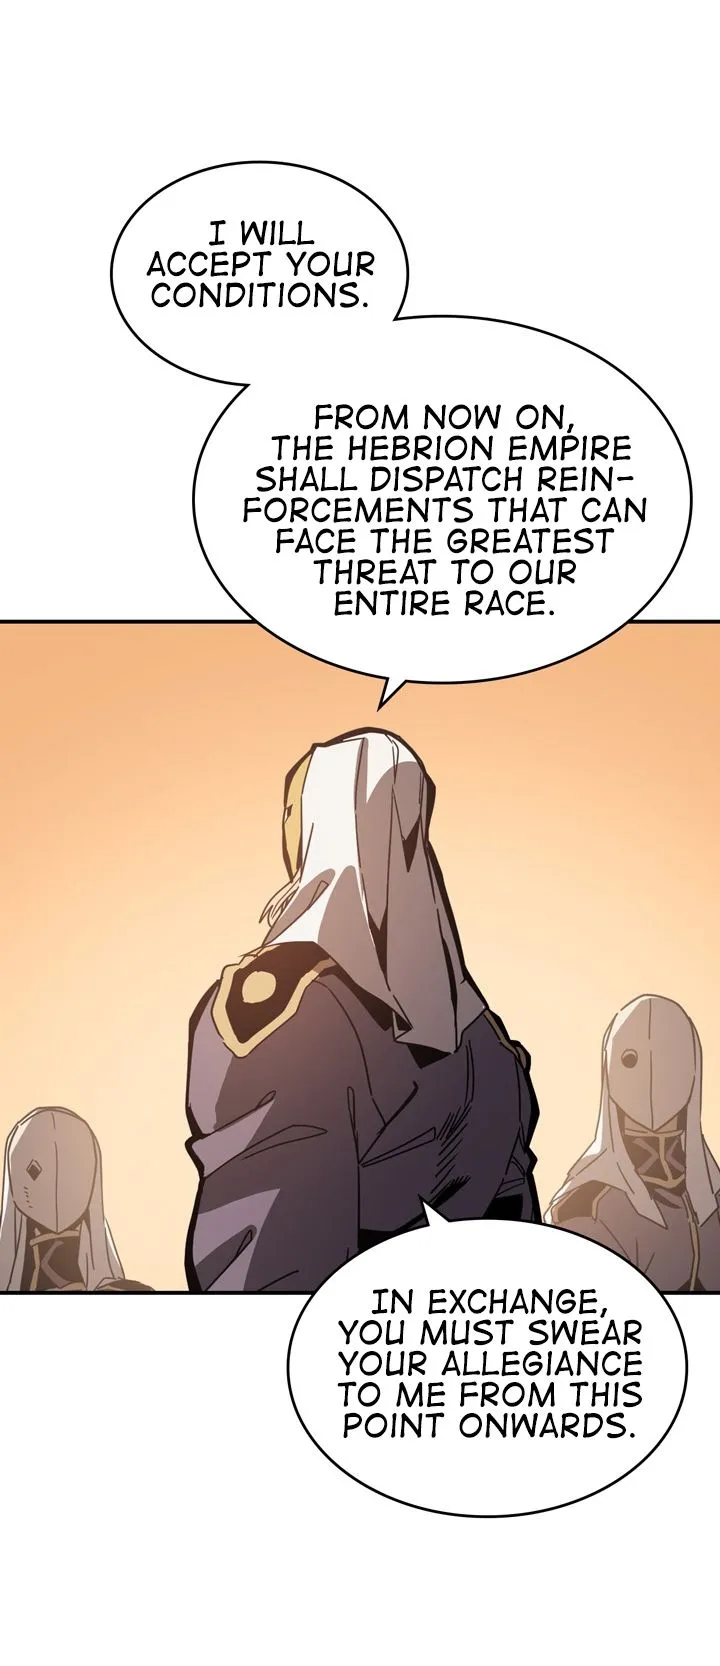 I WILL
ACCEPT YOUR
CONDITIONS.
FROM NOW ON,
THE HEBRION EMPIRE
SHALL DISPATCH REIN-
FORCEMENTS THAT CAN
FACE THE GREATEST
THREAT TO OUR
ENTIRE RACE.
IN EXCHANGE,
YOU MUST SWEAR
YOUR ALLEGIANCE
TO ME FROM THIS
POINT ONWARDS.